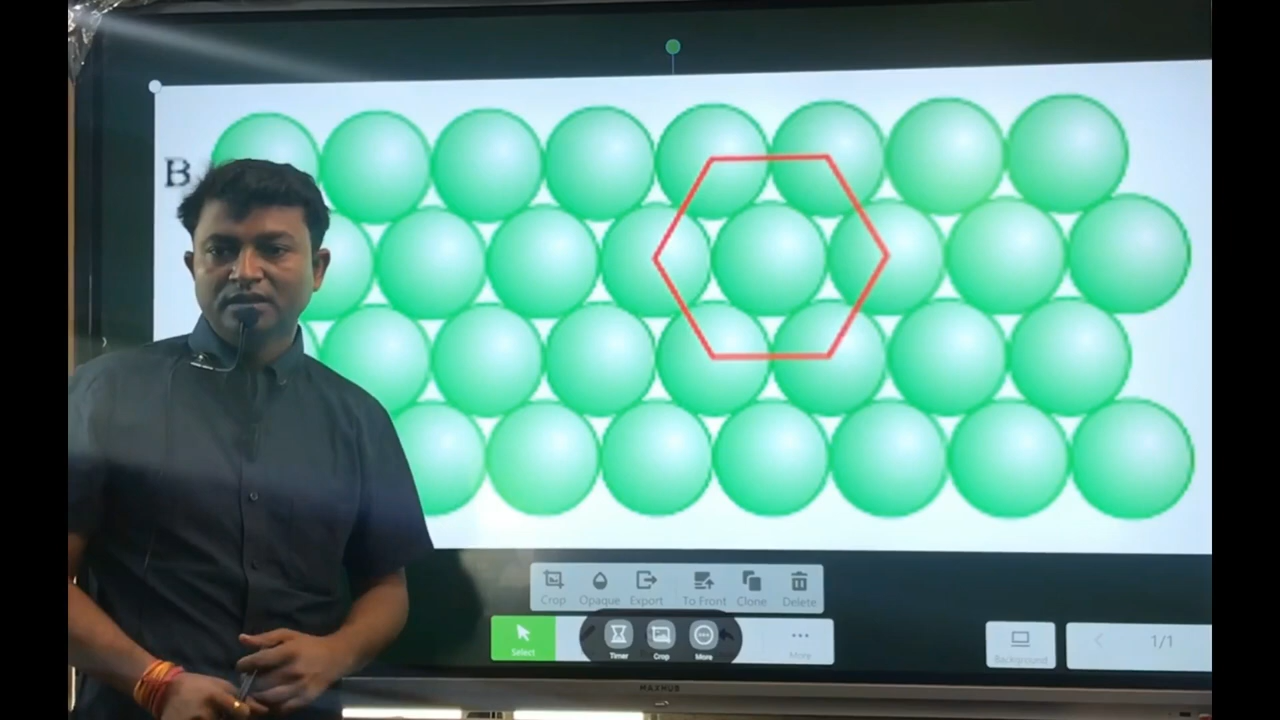 B
Crop Opaque Export To Front Clone Delete
Select Timer Crop More More
Background 1/1
MAXHUB